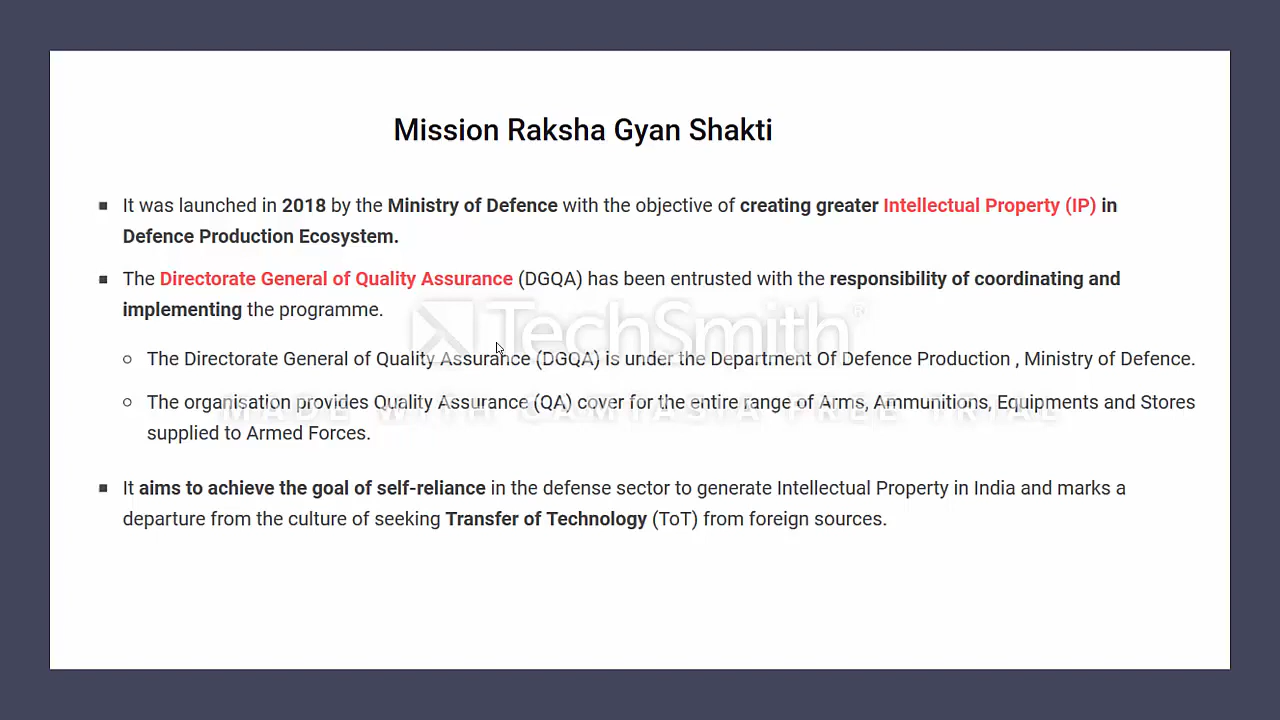 Mission Raksha Gyan Shakti
It was launched in 2018 by the Ministry of Defence with the objective of creating greater Intellectual Property (IP) in
Defence Production Ecosystem.
The Directorate General of Quality Assurance (DGQA) has been entrusted with the responsibility of coordinating and
implementing the programme.
TechSmith®
The Directorate General of Quality Assurance (DGQA) is under the Department Of Defence Production , Ministry of Defence.
The organisation provides Quality Assurance (QA) cover for the entire range of Arms, Ammunitions, Equipments and Stores
MADE WITH CAMTASIA FREE TRIAL
supplied to Armed Forces.
It aims to achieve the goal of self-reliance in the defense sector to generate Intellectual Property in India and marks a
departure from the culture of seeking Transfer of Technology (ToT) from foreign sources.